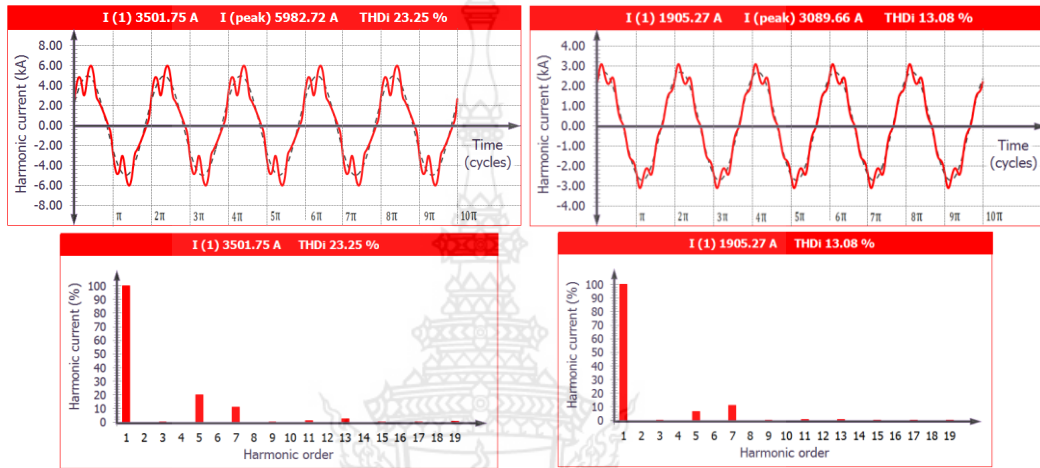 I (1) 3501.75 A I (peak) 5982.72 A THDi 23.25 %
Harmonic current (kA)
8.00
6.00
4.00
2.00
0.00
-2.00
-4.00
-6.00
-8.00
1π 2π 3π 4π 5π 6π 7π 8π 9π 10π
Time
(cycles)
I (1) 1905.27 A I (peak) 3089.66 A THDi 13.08 %
Harmonic current (kA)
4.00
3.00
2.00
1.00
0.00
-1.00
-2.00
-3.00
-4.00
1π 2π 3π 4π 5π 6π 7π 8π 9π 10π
Time
(cycles)
I (1) 3501.75 A THDi 23.25 %
Harmonic current (%)
100
90
80
70
60
50
40
30
20
10
0
1 2 3 4 5 6 7 8 9 10 11 12 13 14 15 16 17 18 19
Harmonic order
I (1) 1905.27 A THDi 13.08 %
Harmonic current (%)
100
90
80
70
60
50
40
30
20
10
0
1 2 3 4 5 6 7 8 9 10 11 12 13 14 15 16 17 18 19
Harmonic order